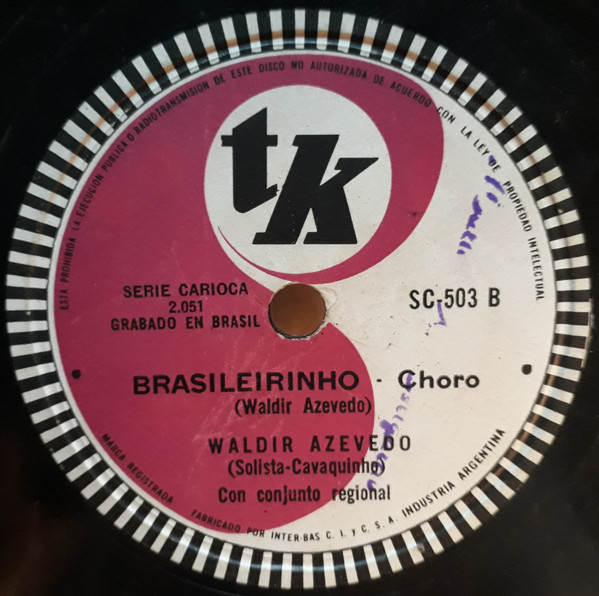 ESTA PROHIBIDA LA EJECUCION PUBLICA O RADIOTRANSMISION DE ESTE DISCO NO AUTORIZADA DE ACUERDO CON LA LEY DE PROPIEDAD INTELECTUAL
tk
SERIE CARIOCA
2.051
GRABADO EN BRASIL
SC-503 B
BRASILEIRINHO - Choro
(Waldir Azevedo)
WALDIR AZEVEDO
(Solista-Cavaquinho)
Con conjunto regional
MARCA REGISTRADA
FABRICADO POR INTER-BAS C. I. y C. S. A. INDUSTRIA ARGENTINA